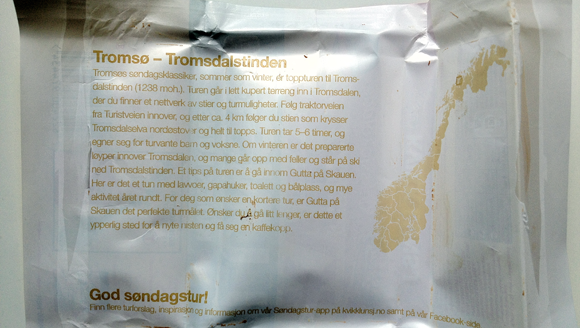 Tromsø – Tromsdalstinden
Tromsøs søndagsklassiker, sommer som vinter, er toppturen til Troms-
dalstinden (1238 moh.). Turen går i lett kupert terreng inn i Tromsdalen,
der du finner et nettverk av stier og turmuligheter. Følg traktorveien
fra Turistveien innover, og etter ca. 4 km følger du stien som krysser
Tromsdalselva nordøstover og helt til topps. Turen tar 5–6 timer, og
egner seg for turvante barn og voksne. Om vinteren er det preparerte
løyper innover Tromsdalen, og mange går opp med feller og står på ski
ned Tromsdalstinden. Et tips på turen er å gå innom Gutta på Skauen.
Her er det et tun med lavvoer, gapahuker, toalett og bålplass, og mye
aktivitet året rundt. For deg som ønsker en kortere tur, er Gutta på
Skauen det perfekte turmålet. Ønsker du å gå litt lenger, er dette et
ypperlig sted for å nyte resten og få seg en kaffekopp.
God søndagstur!
Finn flere turforslag, inspirasjon og informasjon om vår Søndagstur-app på kvikklunsj.no samt på vår Facebook-side